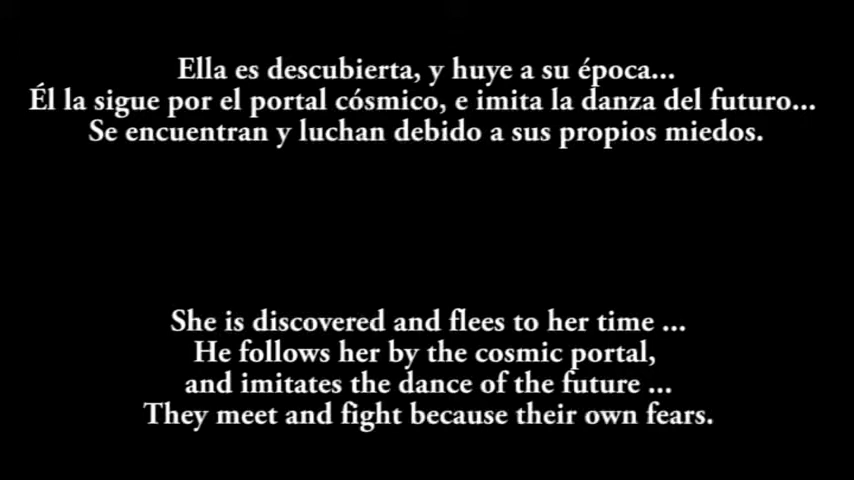 Ella es descubierta, y huye a su época...
Él la sigue por el portal cósmico, e imita la danza del futuro...
Se encuentran y luchan debido a sus propios miedos.
She is discovered and flees to her time ...
He follows her by the cosmic portal,
and imitates the dance of the future ...
They meet and fight because their own fears.